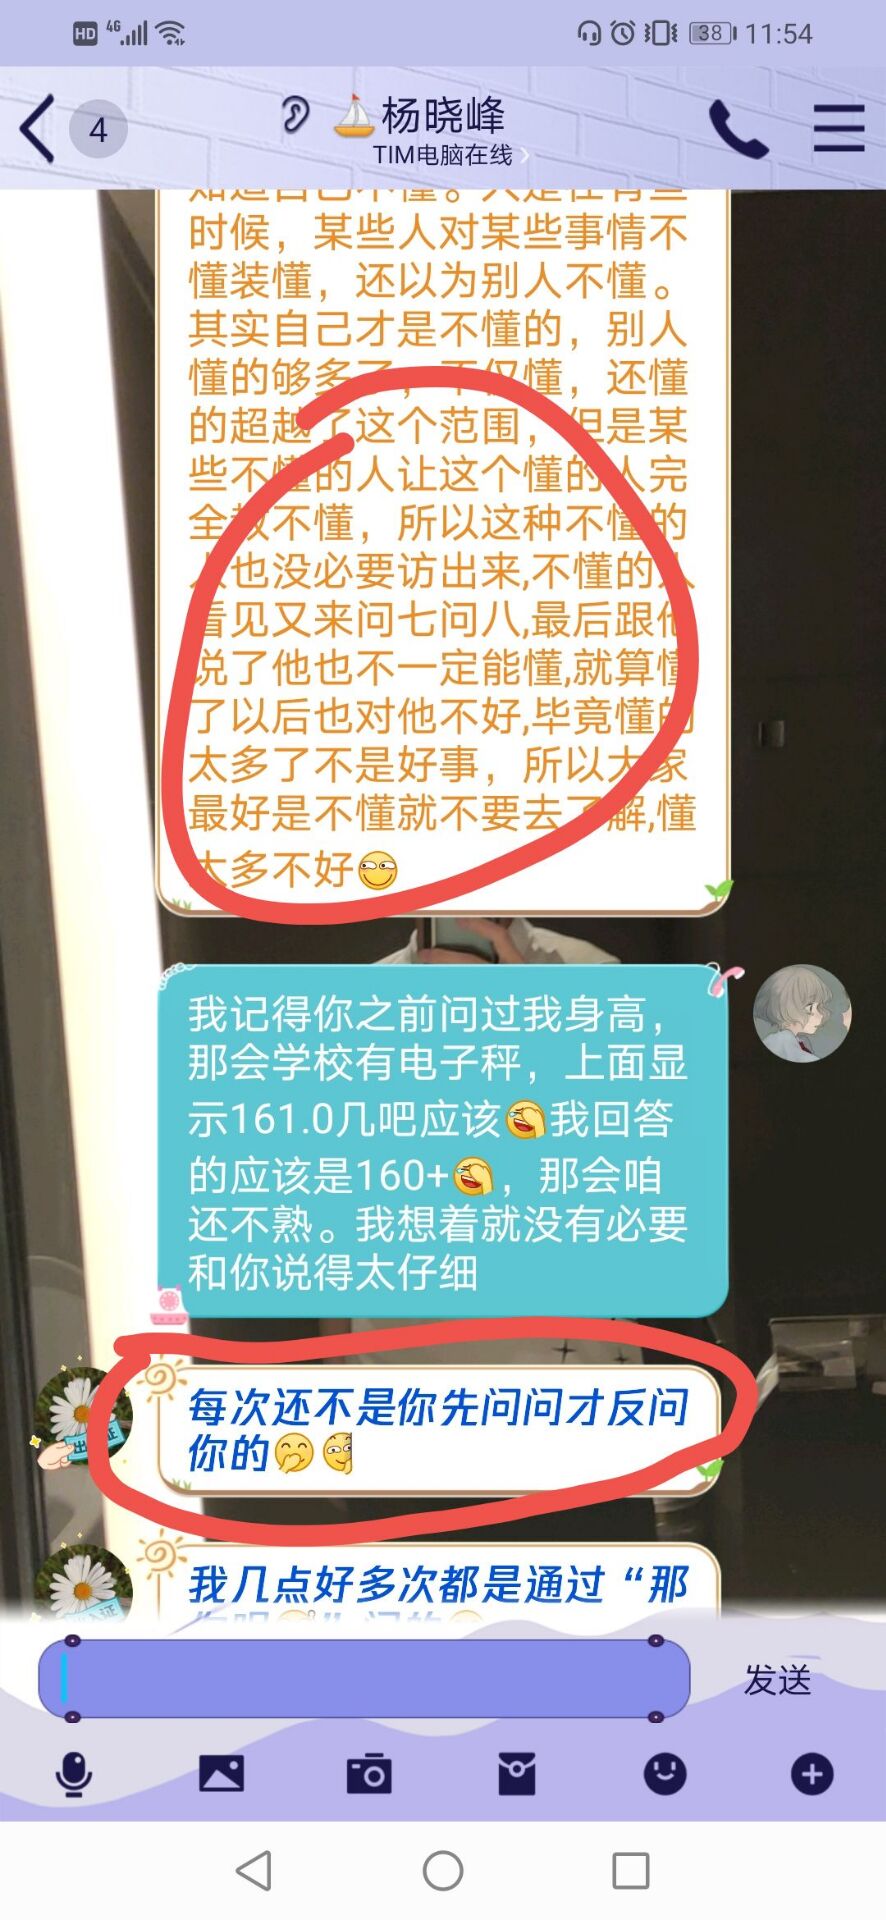 HD 4G 38 11:54
4 杨晓峰
TIM电脑在线
时候，某些人对某些事情不
懂装懂，还以为别人不懂。
其实自己才是不懂的，别人
懂的够多了，不仅懂，还懂
的超越了这个范围，但是某
些不懂的人让这个懂的人完
全故不懂，所以这种不懂的
人也没必要访出来,不懂的人
看见又来问七问八,最后跟他
说了他也不一定能懂,就算懂
了以后也对他不好,毕竟懂的
太多了不是好事，所以大家
最好是不懂就不要去了解,懂
太多不好
我记得你之前问过我身高，
那会学校有电子秤，上面显
示161.0几吧应该我回答
的应该是160+，那会咱
还不熟。我想着就没有必要
和你说得太仔细
每次还不是你先问问才反问
你的
我几点好多次都是通过“那
发送